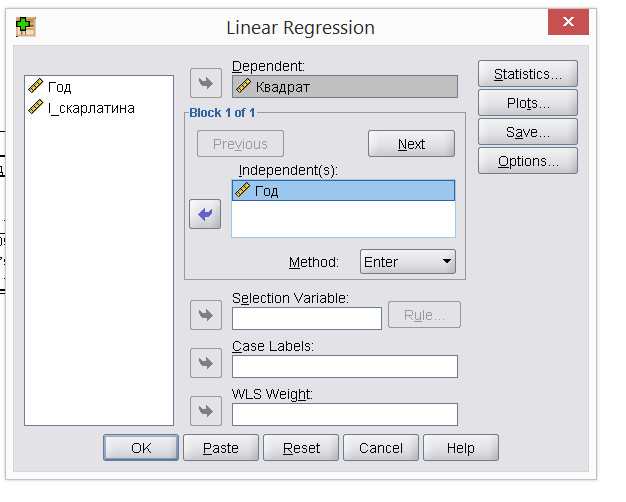 Linear Regression
Год
I_скарлатина
Dependent:
Квадрат
Block 1 of 1
Previous
Next
Independent(s):
Год
Method:
Enter
Selection Variable:
Rule...
Case Labels:
WLS Weight:
Statistics...
Plots...
Save...
Options...
OK
Paste
Reset
Cancel
Help